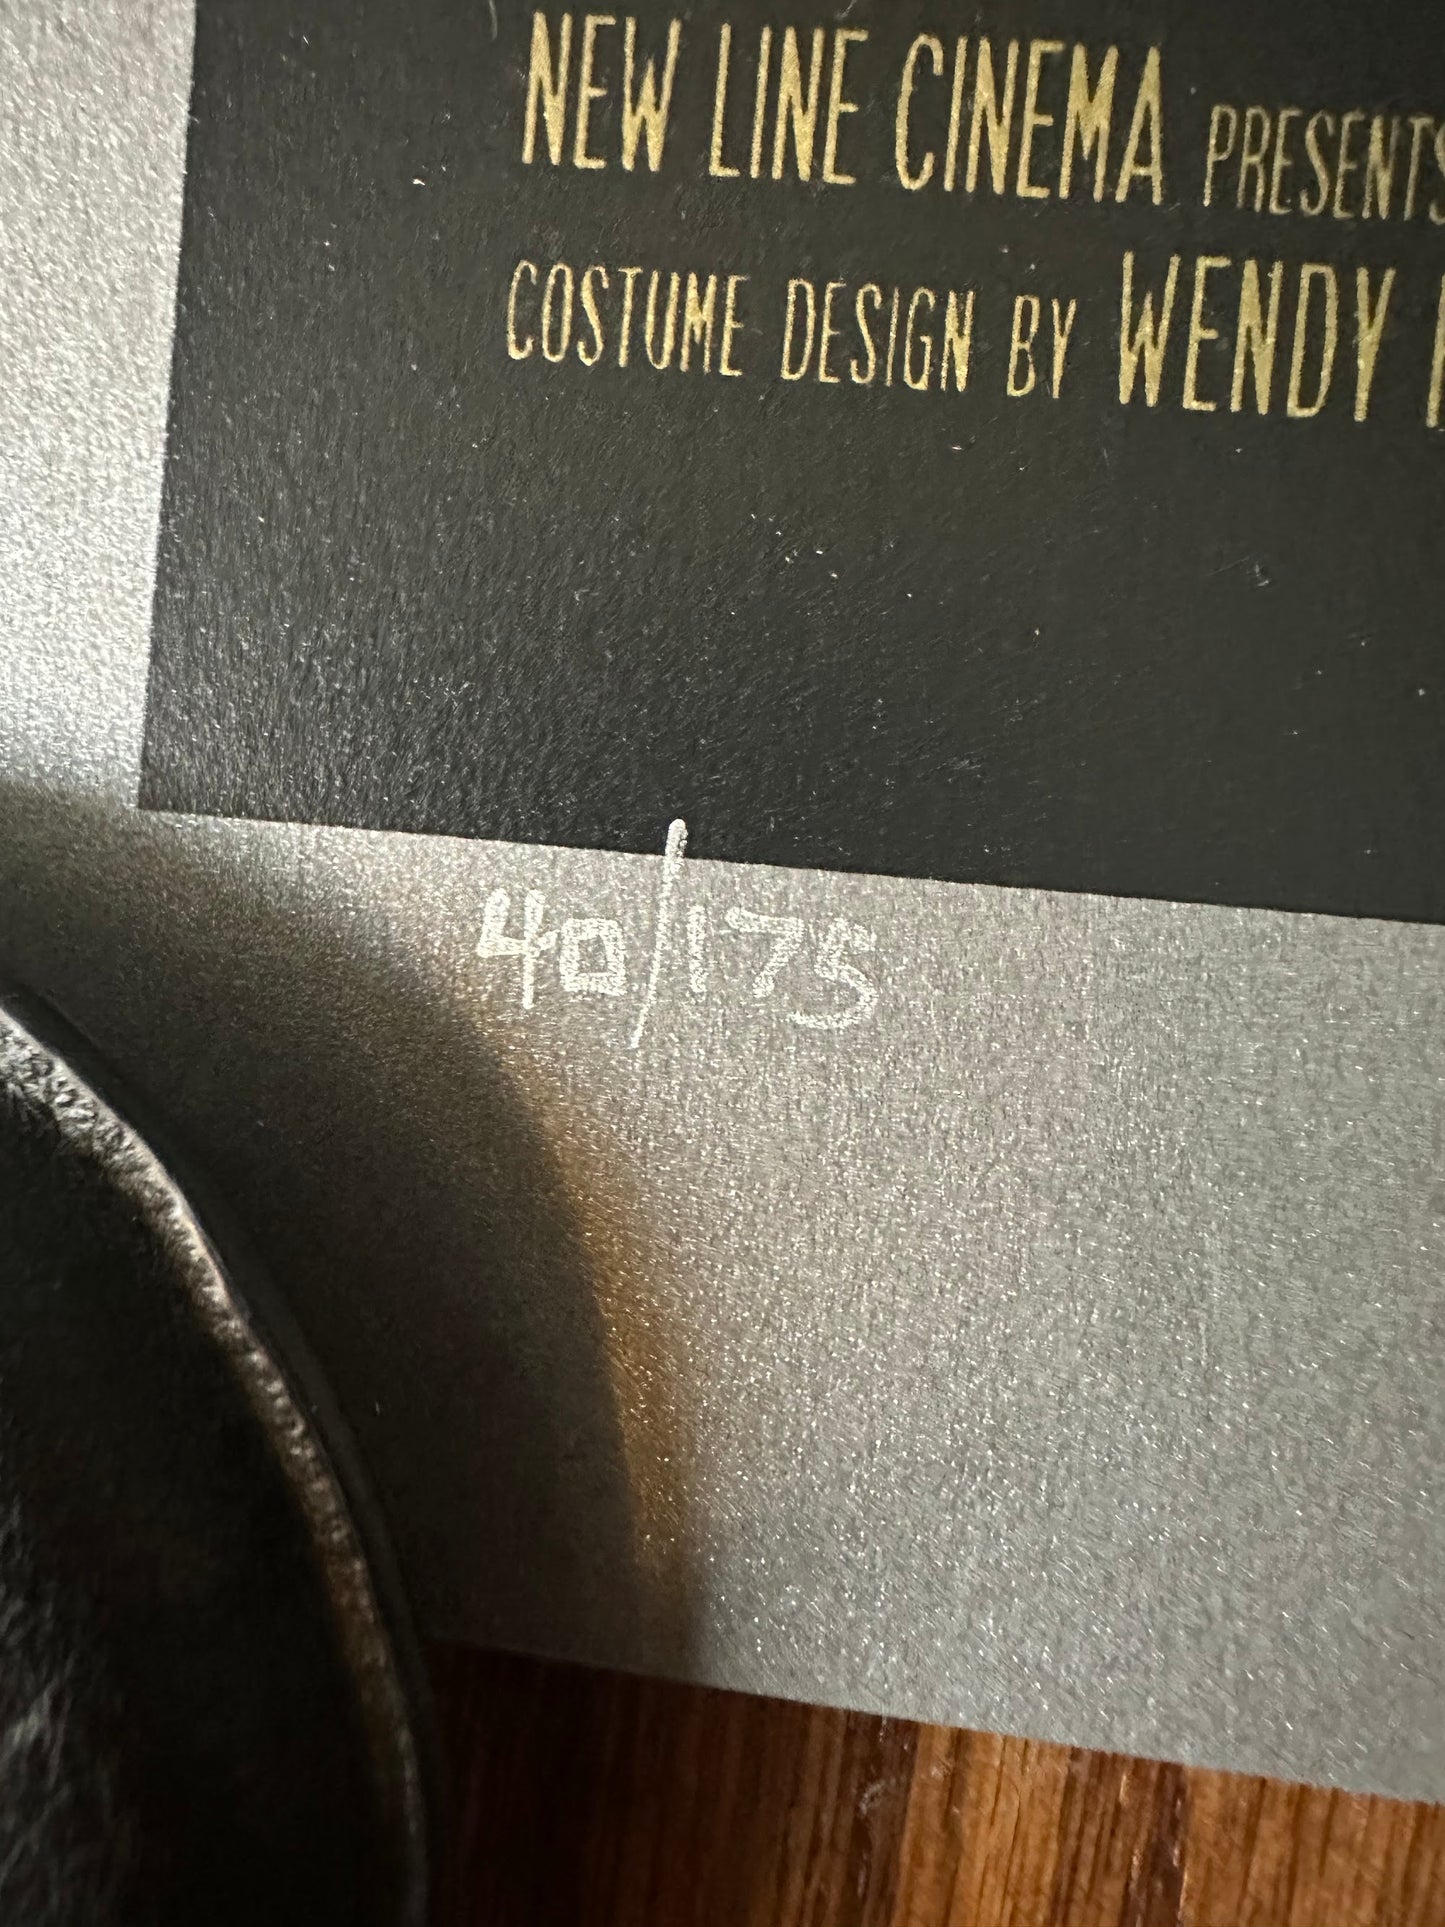 NEW LINE CINEMA PRESENTS
COSTUME DESIGN BY WENDY
40/175